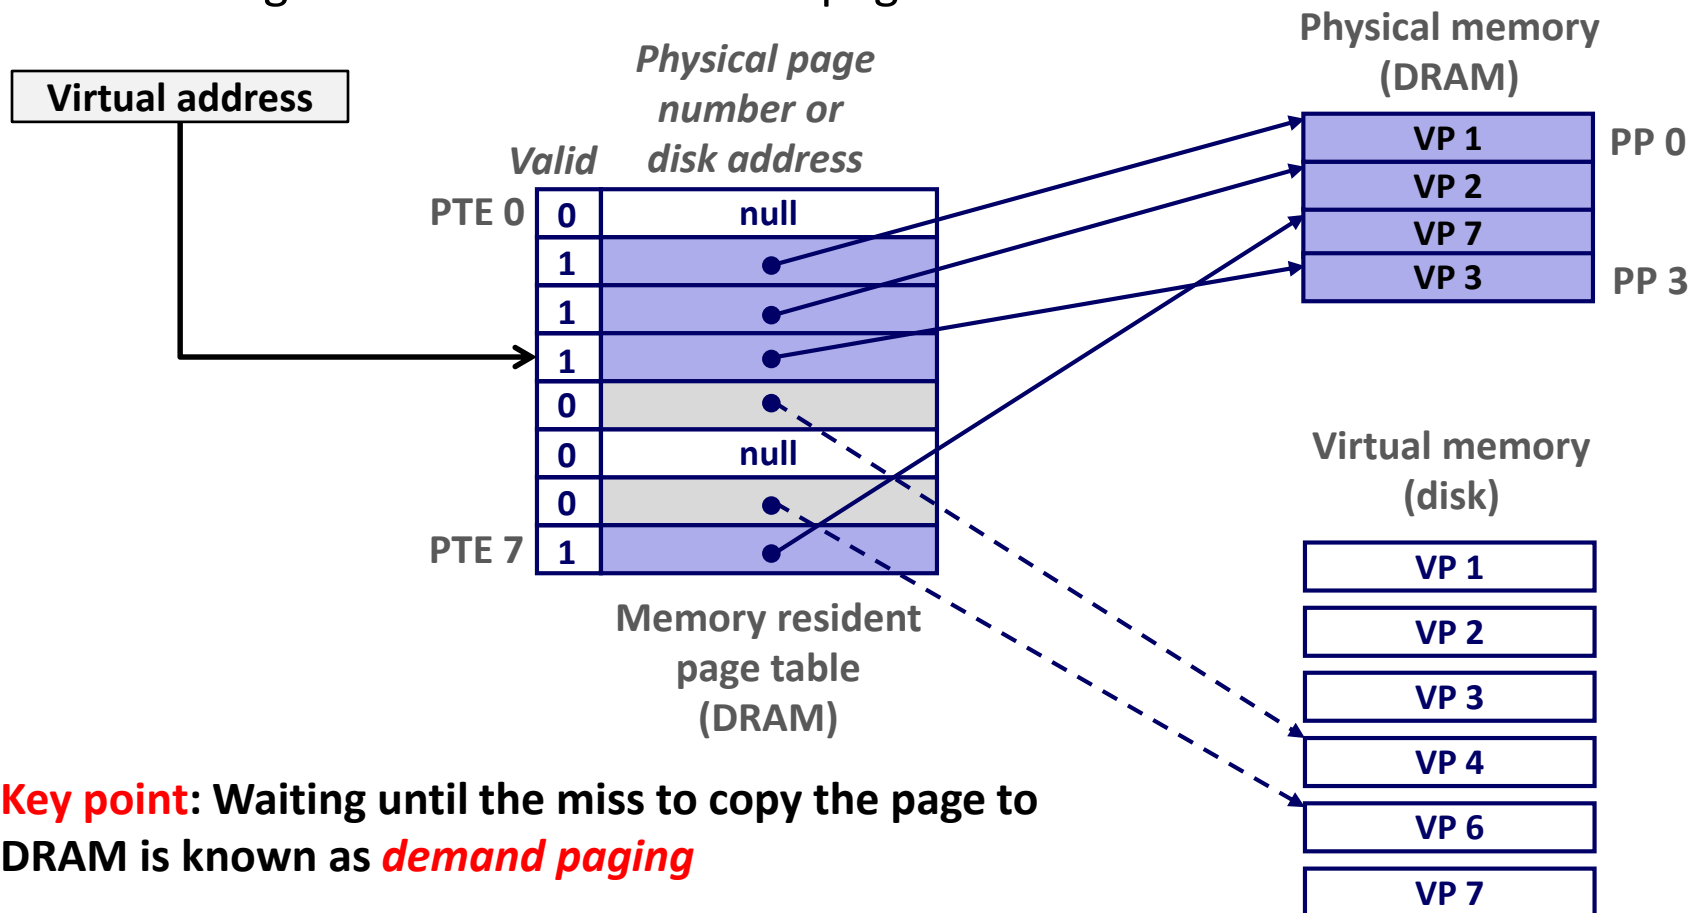 Virtual address
Physical page
number or
disk address
Valid
PTE 0
0
null
1
1
1
0
0
null
0
PTE 7
1
Memory resident
page table
(DRAM)
Physical memory
(DRAM)
VP 1
PP 0
VP 2
VP 7
VP 3
PP 3
Virtual memory
(disk)
VP 1
VP 2
VP 3
VP 4
VP 6
VP 7
Key point: Waiting until the miss to copy the page to
DRAM is known as demand paging